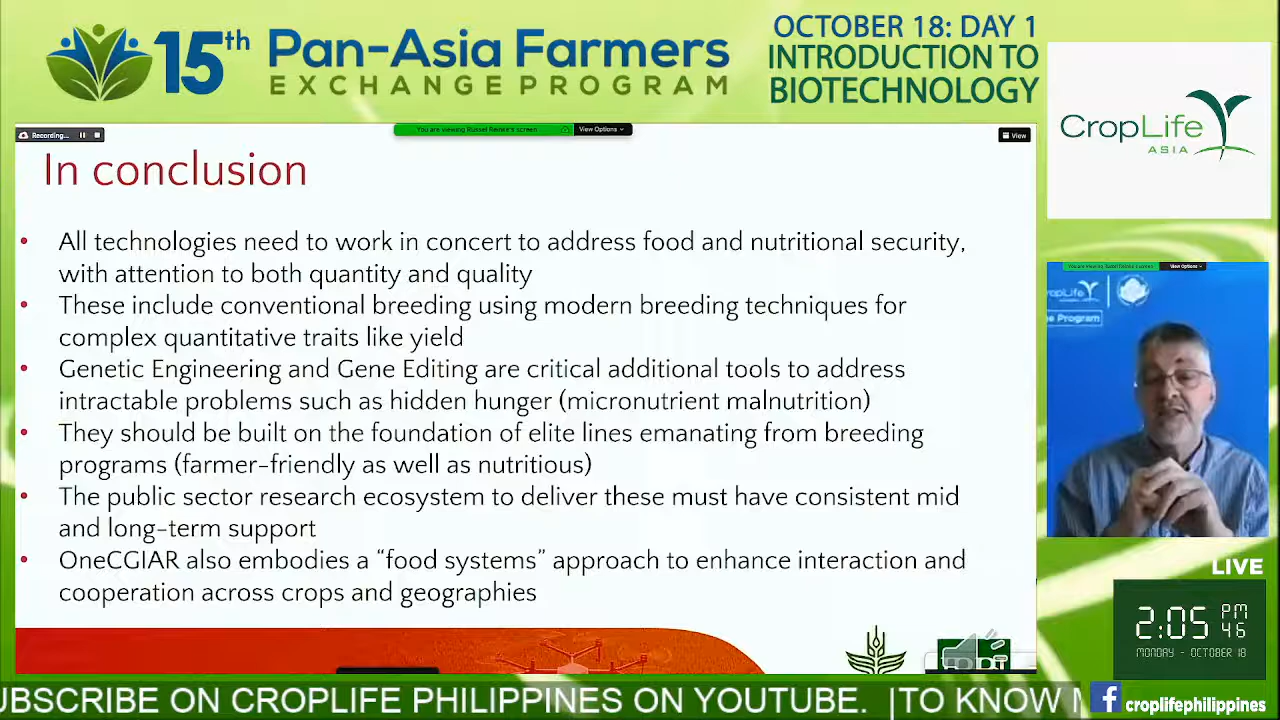 15th Pan-Asia Farmers
EXCHANGE PROGRAM
OCTOBER 18: DAY 1
INTRODUCTION TO
BIOTECHNOLOGY
CropLife
ASIA
Recording...
You are viewing Russel Reinke's screen
View Options
View
In conclusion
• All technologies need to work in concert to address food and nutritional security,
with attention to both quantity and quality
• These include conventional breeding using modern breeding techniques for
complex quantitative traits like yield
• Genetic Engineering and Gene Editing are critical additional tools to address
intractable problems such as hidden hunger (micronutrient malnutrition)
• They should be built on the foundation of elite lines emanating from breeding
programs (farmer-friendly as well as nutritious)
• The public sector research ecosystem to deliver these must have consistent mid
and long-term support
• OneCGIAR also embodies a “food systems” approach to enhance interaction and
cooperation across crops and geographies
View Options
Program
LIVE
2:05 PM
46
MONDAY - OCTOBER 18
UBSCRIBE ON CROPLIFE PHILIPPINES ON YOUTUBE. |TO KNOW
croplifephilippines